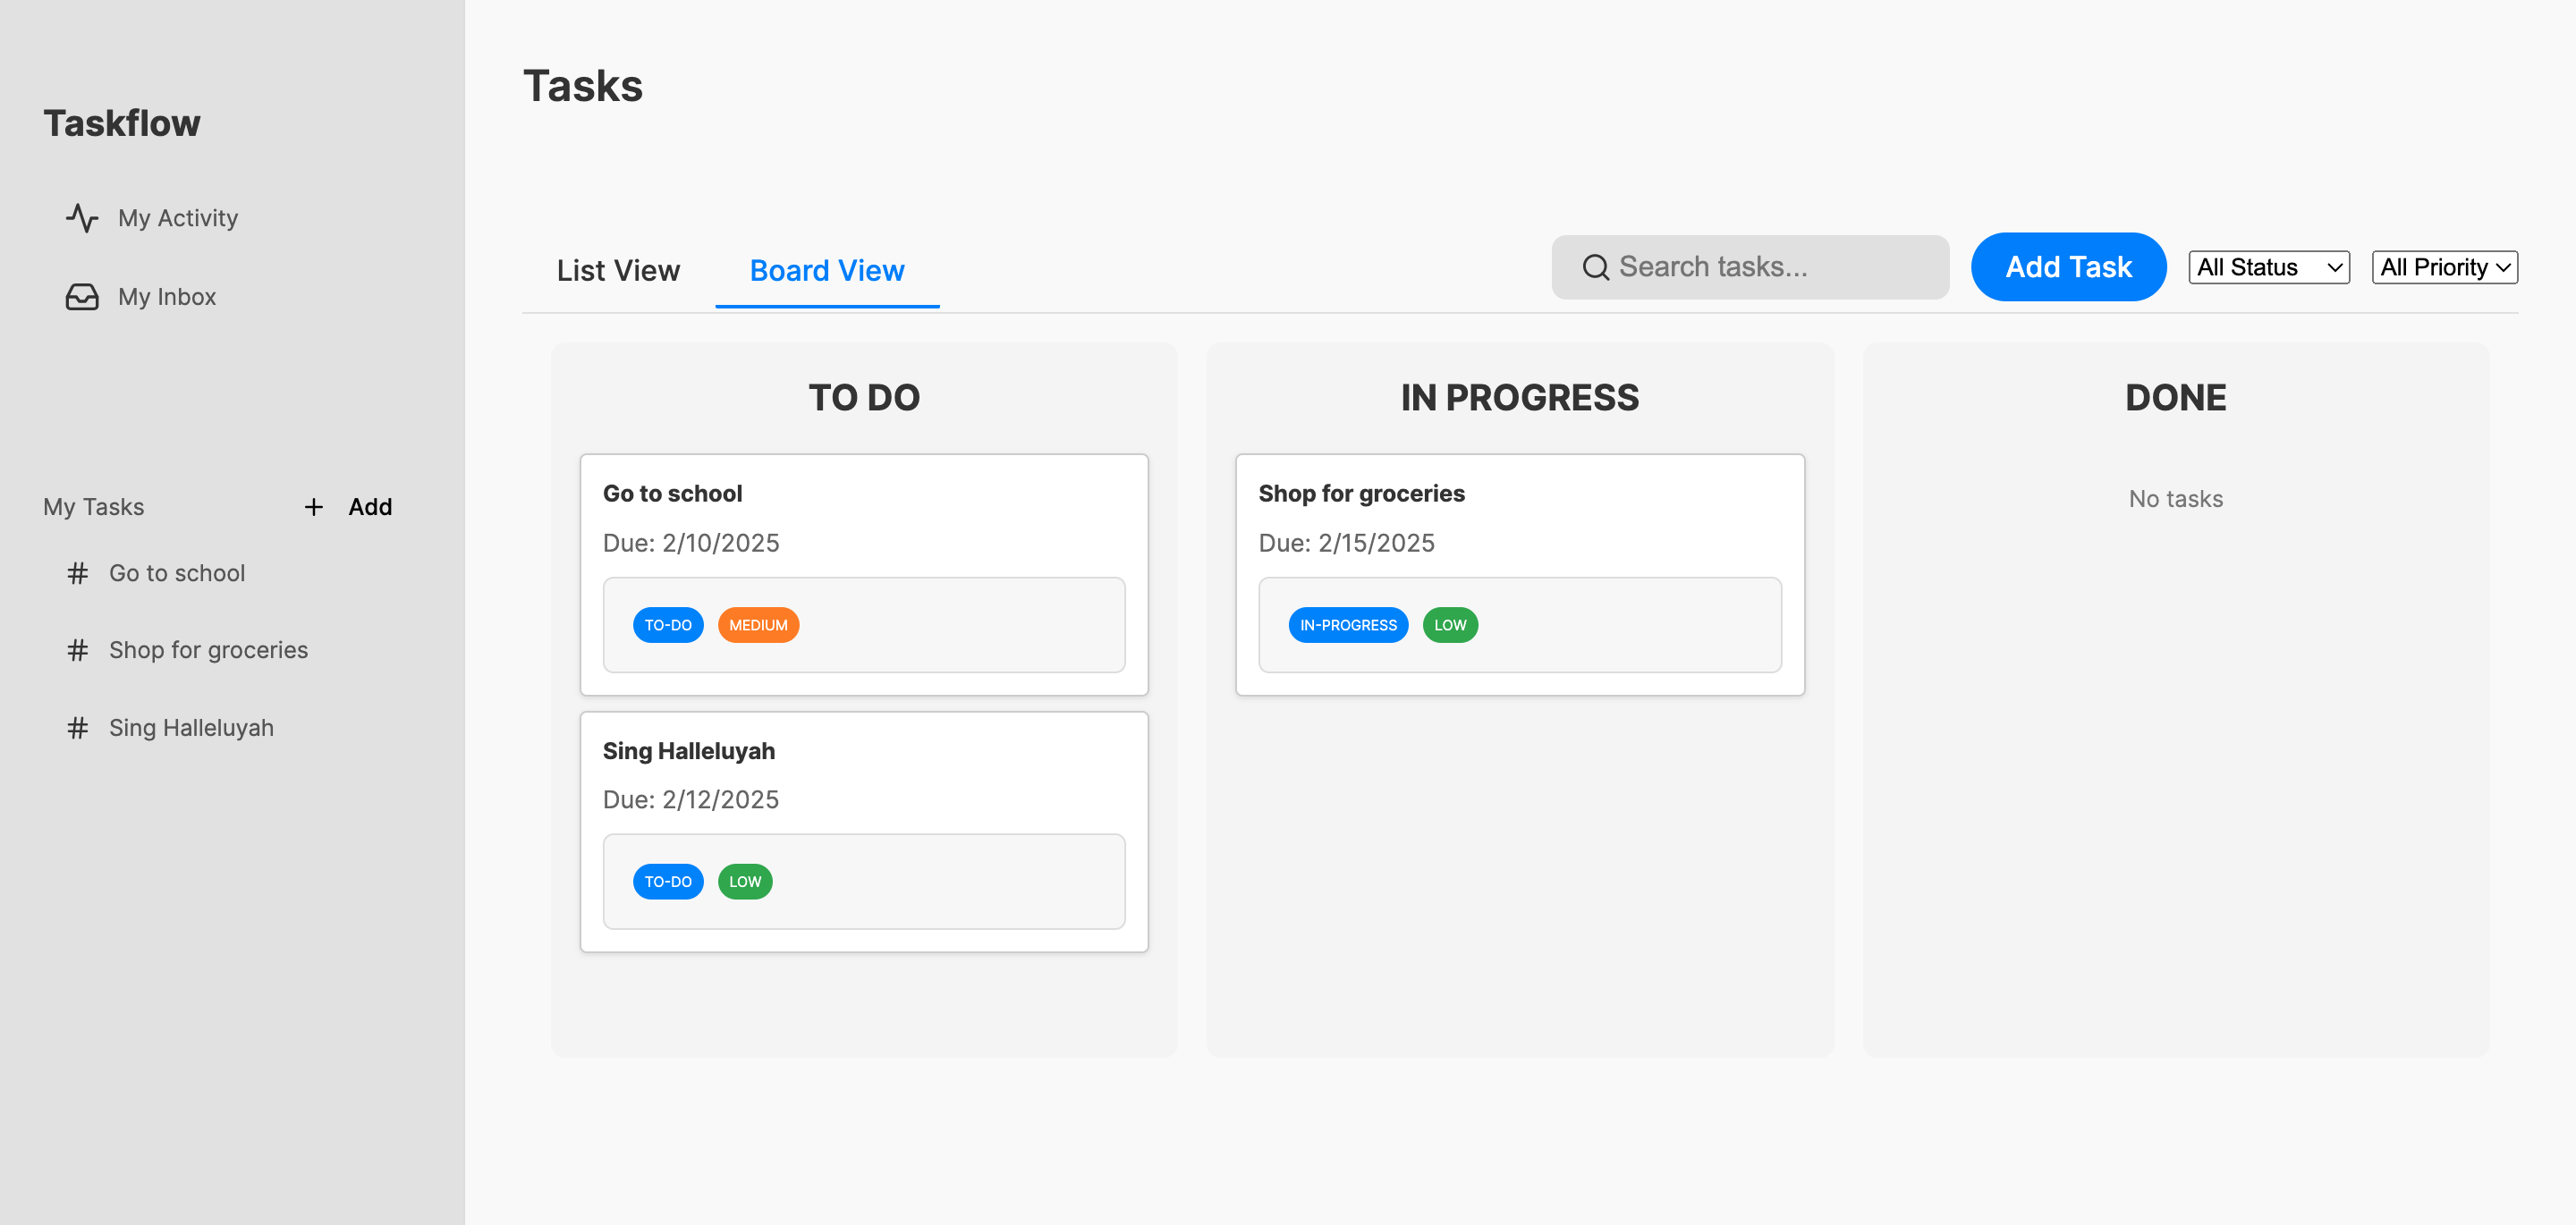 Taskflow
My Activity
My Inbox
My Tasks
+ Add
# Go to school
# Shop for groceries
# Sing Halleluyah
Tasks
List View
Board View
Search tasks...
Add Task
All Status
All Priority
TO DO
Go to school
Due: 2/10/2025
TO-DO MEDIUM
Sing Halleluyah
Due: 2/12/2025
TO-DO LOW
IN PROGRESS
Shop for groceries
Due: 2/15/2025
IN-PROGRESS LOW
DONE
No tasks